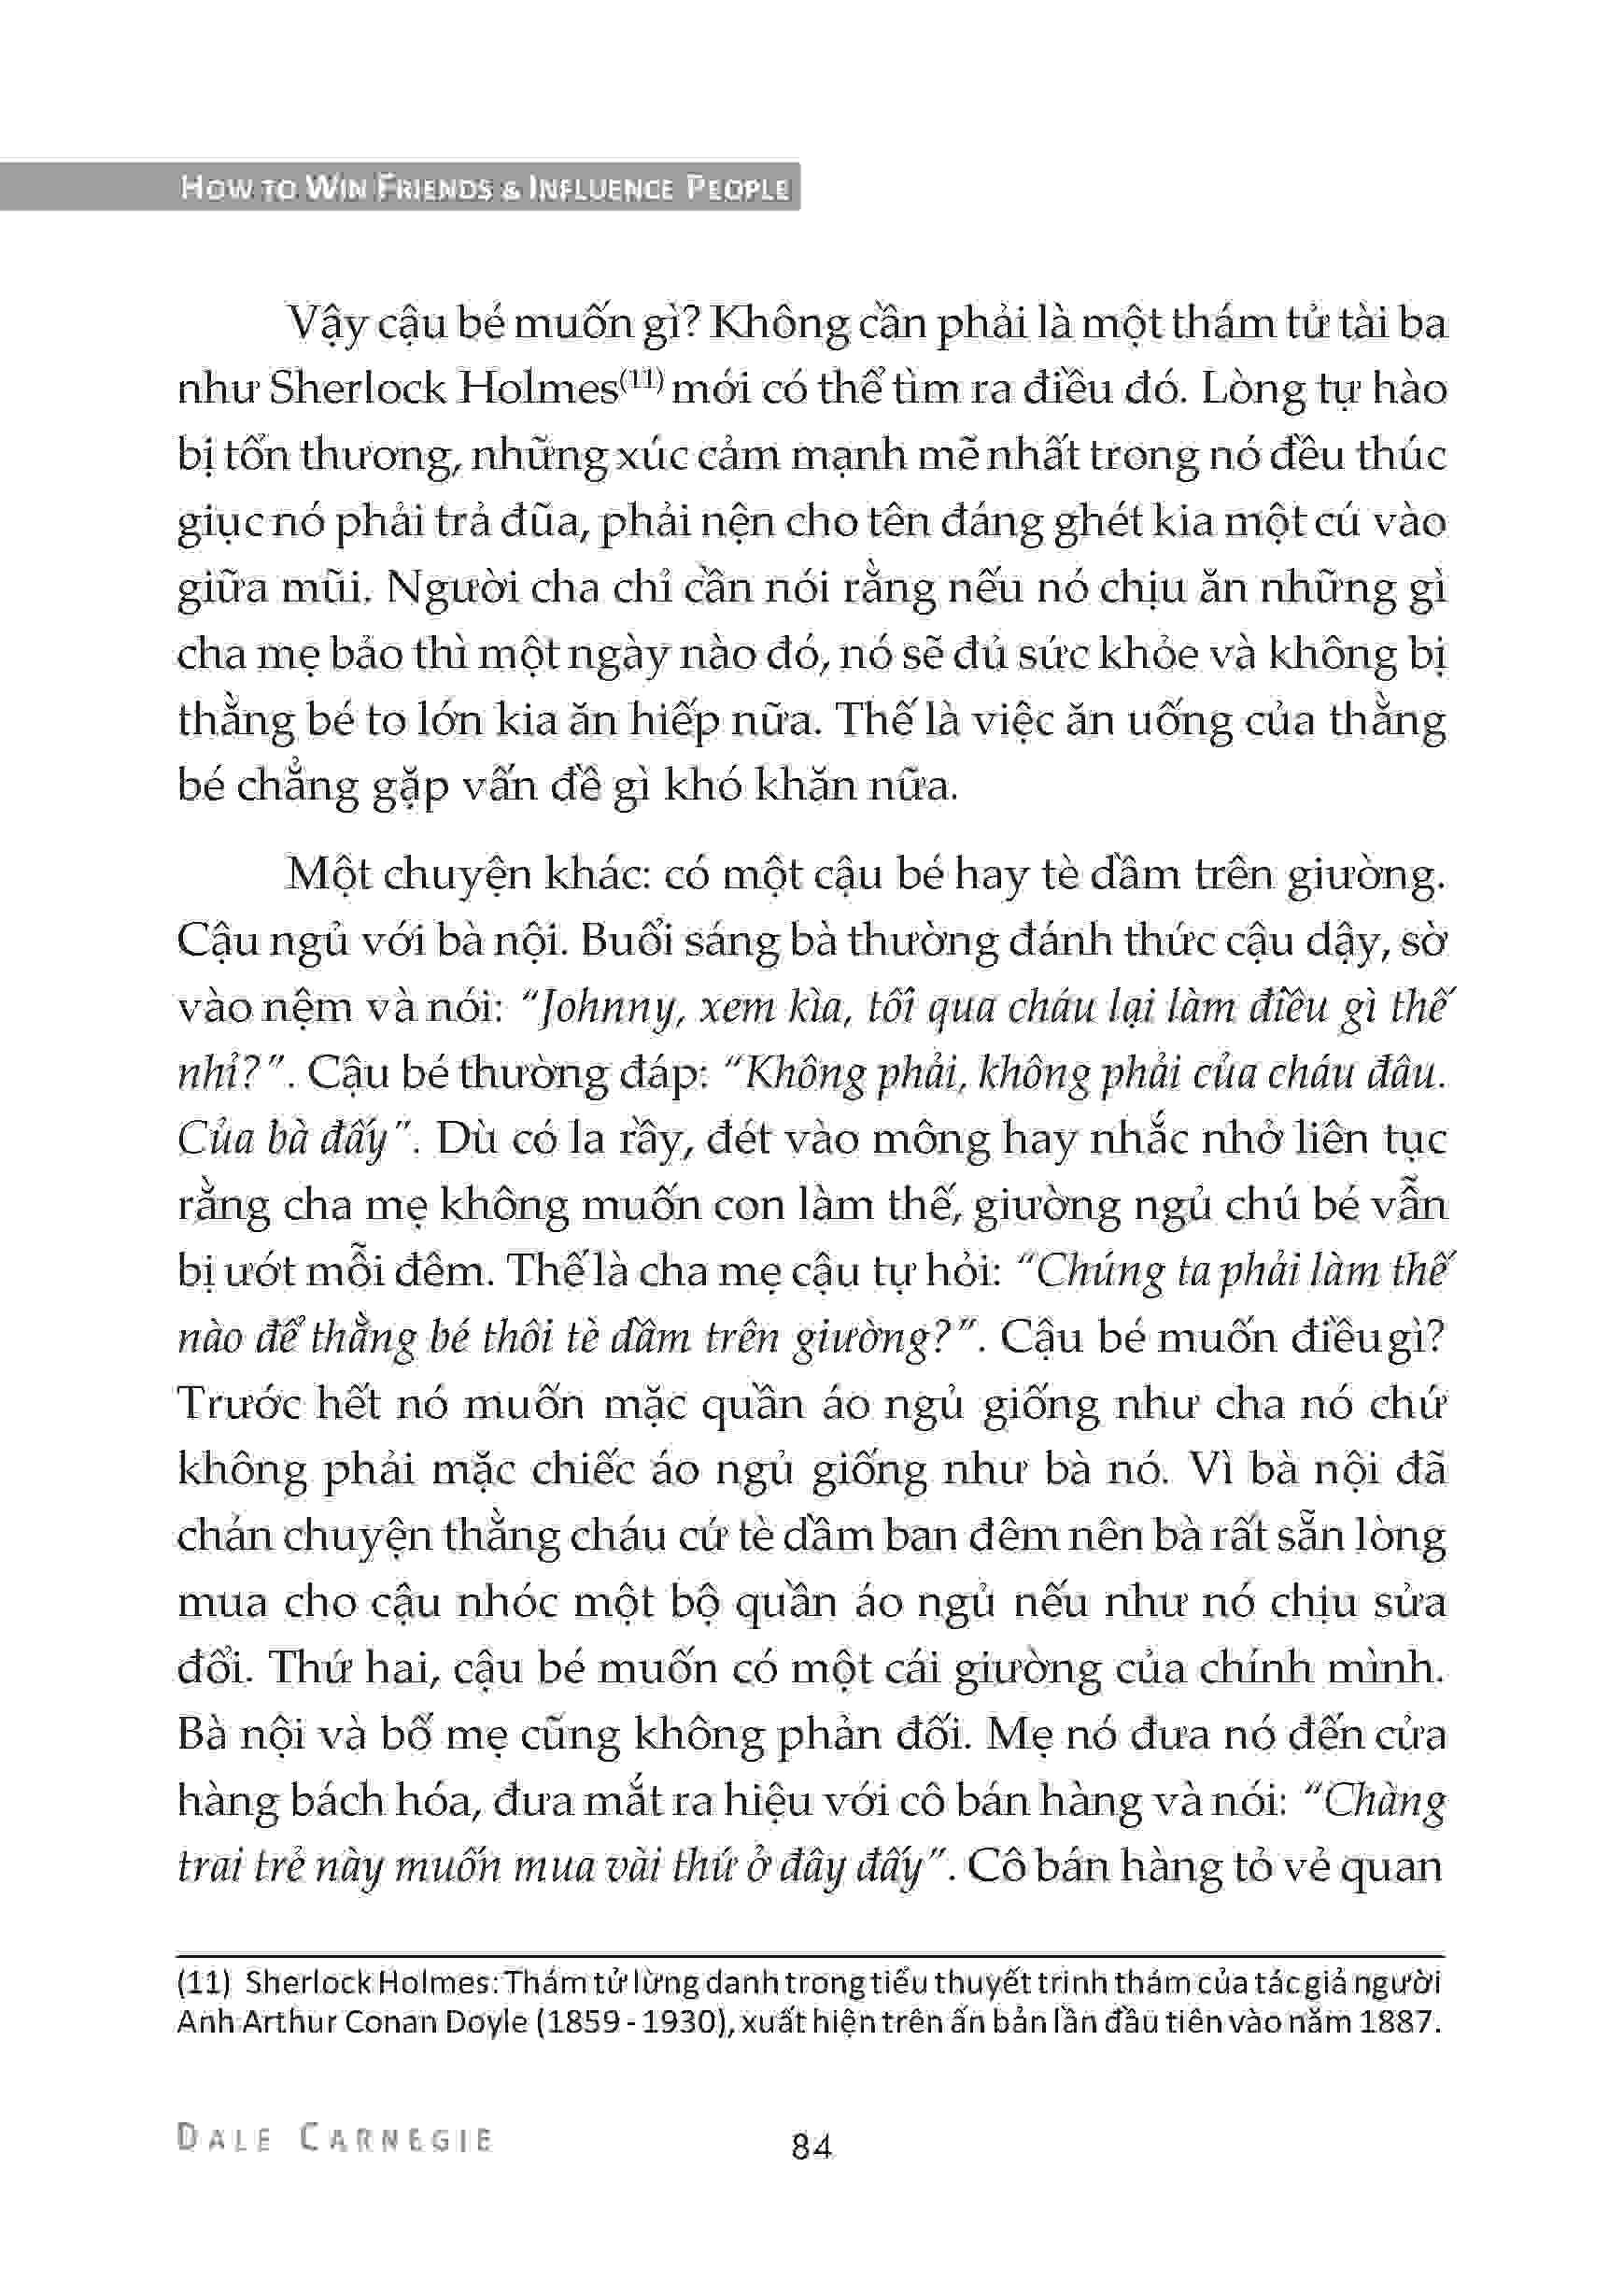 HOW TO WIN FRIENDS & INFLUENCE PEOPLE
Vậy cậu bé muốn gì? Không cần phải là một thám tử tài ba
như Sherlock Holmes(11) mới có thể tìm ra điều đó. Lòng tự hào
bị tổn thương, những xúc cảm mạnh mẽ nhất trong nó đều thúc
giục nó phải trả đũa, phải nện cho tên đáng ghét kia một cú vào
giữa mũi. Người cha chỉ cần nói rằng nếu nó chịu ăn những gì
cha mẹ bảo thì một ngày nào đó, nó sẽ đủ sức khỏe và không bị
thằng bé to lớn kia ăn hiếp nữa. Thế là việc ăn uống của thằng
bé chẳng gặp vấn đề gì khó khăn nữa.
Một chuyện khác: có một cậu bé hay tè dầm trên giường.
Cậu ngủ với bà nội. Buổi sáng bà thường đánh thức cậu dậy, sờ
vào nệm và nói: “Johnny, xem kìa, tối qua cháu lại làm điều gì thế
nhỉ?”. Cậu bé thường đáp: “Không phải, không phải của cháu đâu.
Của bà đấy”. Dù có la rầy, đét vào mông hay nhắc nhở liên tục
rằng cha mẹ không muốn con làm thế, giường ngủ chú bé vẫn
bị ướt mỗi đêm. Thế là cha mẹ cậu tự hỏi: “Chúng ta phải làm thế
nào để thằng bé thôi tè dầm trên giường?”. Cậu bé muốn điều gì?
Trước hết nó muốn mặc quần áo ngủ giống như cha nó chứ
không phải mặc chiếc áo ngủ giống như bà nó. Vì bà nội đã
chán chuyện thằng cháu cứ tè dầm ban đêm nên bà rất sẵn lòng
mua cho cậu nhóc một bộ quần áo ngủ nếu như nó chịu sửa
đổi. Thứ hai, cậu bé muốn có một cái giường của chính mình.
Bà nội và bố mẹ cũng không phản đối. Mẹ nó đưa nó đến cửa
hàng bách hóa, đưa mắt ra hiệu với cô bán hàng và nói: “Chàng
trai trẻ này muốn mua vài thứ ở đây đấy”. Cô bán hàng tỏ vẻ quan
(11) Sherlock Holmes: Thám tử lừng danh trong tiểu thuyết trinh thám của tác giả người
Anh Arthur Conan Doyle (1859 - 1930), xuất hiện trên ấn bản lần đầu tiên vào năm 1887.
DALE CARNEGIE 84